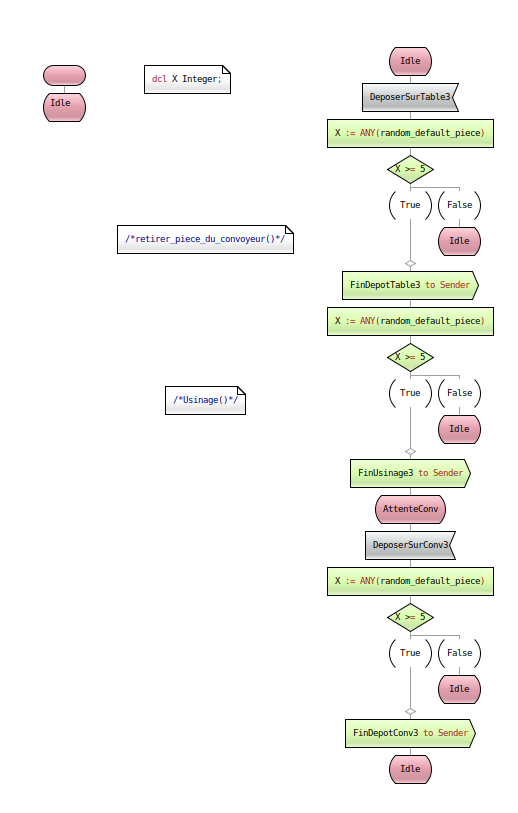 Idle
dcl X Integer;
Idle
DeposerSurTable3
X := ANY(random_default_piece)
X >= 5
True
False
Idle
/*retirer_piece_du_convoyeur()*/
FinDepotTable3 to Sender
X := ANY(random_default_piece)
X >= 5
True
False
Idle
/*Usinage()*/
FinUsinage3 to Sender
AttenteConv
DeposerSurConv3
X := ANY(random_default_piece)
X >= 5
True
False
Idle
FinDepotConv3 to Sender
Idle